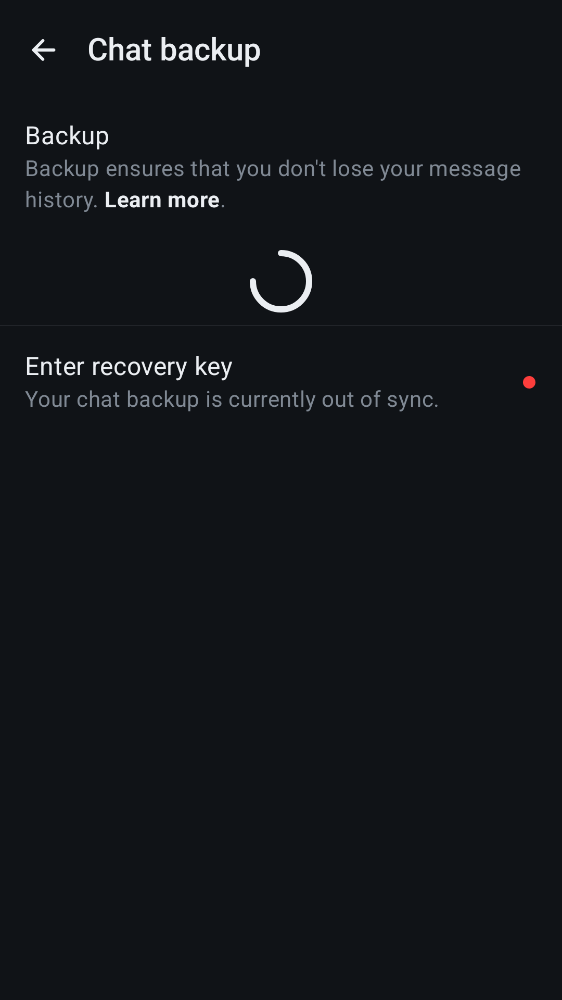 Chat backup
Backup
Backup ensures that you don't lose your message
history. Learn more.
Enter recovery key
Your chat backup is currently out of sync.